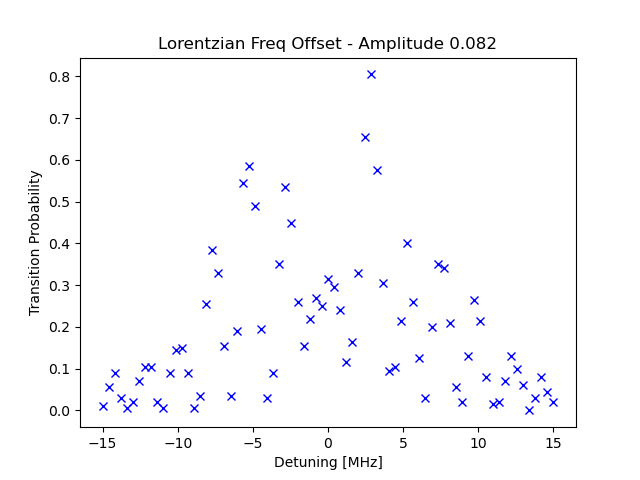 Lorentzian Freq Offset - Amplitude 0.082
Transition Probability
0.8
0.7
0.6
0.5
0.4
0.3
0.2
0.1
0.0
−15 −10 −5 0 5 10 15
Detuning [MHz]